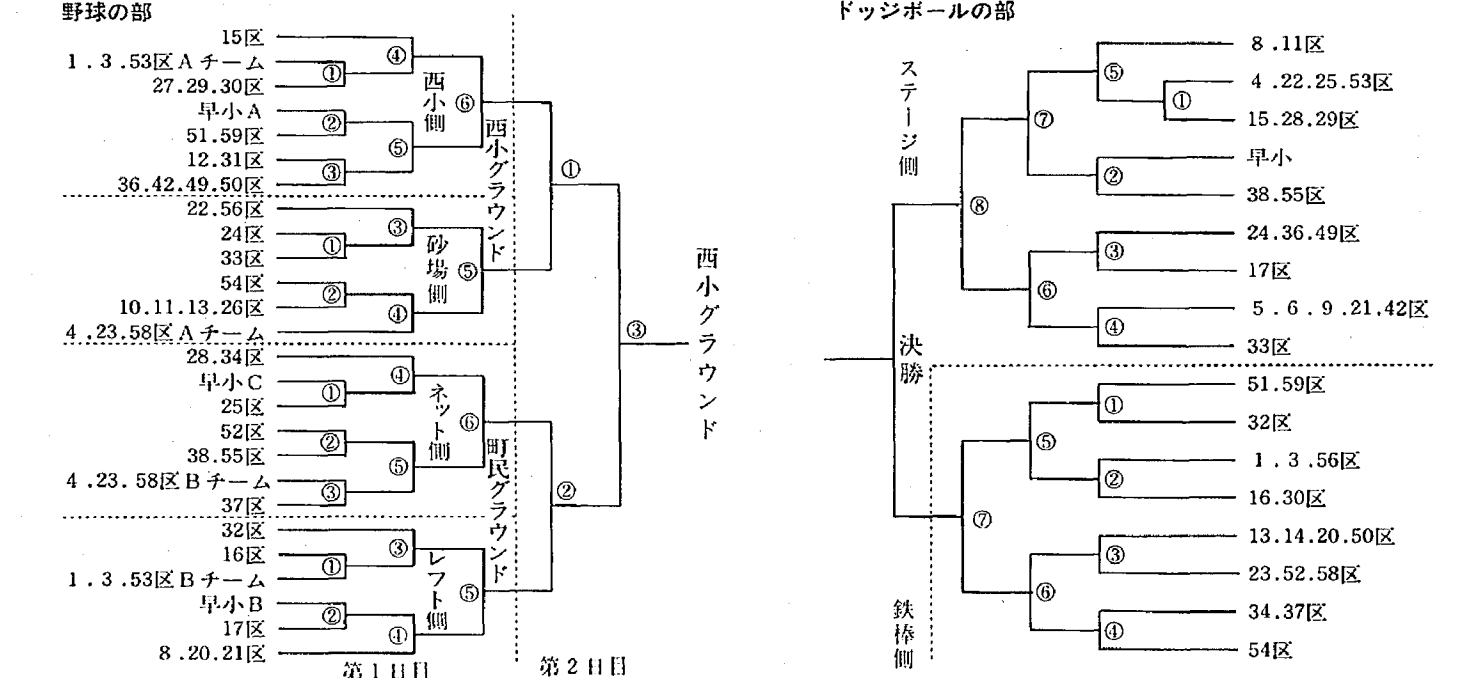 野球の部
15区
1.3.53区Aチーム
27.29.30区
早小A
51.59区
12.31区
36.42.49.50区
①
②
③
④
⑤
⑥
西小側
22.56区
24区
33区
54区
10.11.13.26区
4.23.58区Aチーム
①
②
③
④
⑤
砂場側
西小グラウンド
28.34区
早小C
25区
52区
38.55区
4.23.58区Bチーム
37区
①
②
③
④
⑤
⑥
ネット側
32区
16区
1.3.53区Bチーム
早小B
17区
8.20.21区
①
②
③
④
⑤
レフト側
町民グラウンド
第1日目
①
②
③
西小グラウンド
第2日目
ドッジボールの部
ステージ側
8.11区
4.22.25.53区
15.28.29区
早小
38.55区
24.36.49区
17区
5.6.9.21.42区
33区
①
②
③
④
⑤
⑥
⑦
⑧
決勝
51.59区
32区
1.3.56区
16.30区
13.14.20.50区
23.52.58区
34.37区
54区
①
②
③
④
⑤
⑥
⑦
鉄棒側